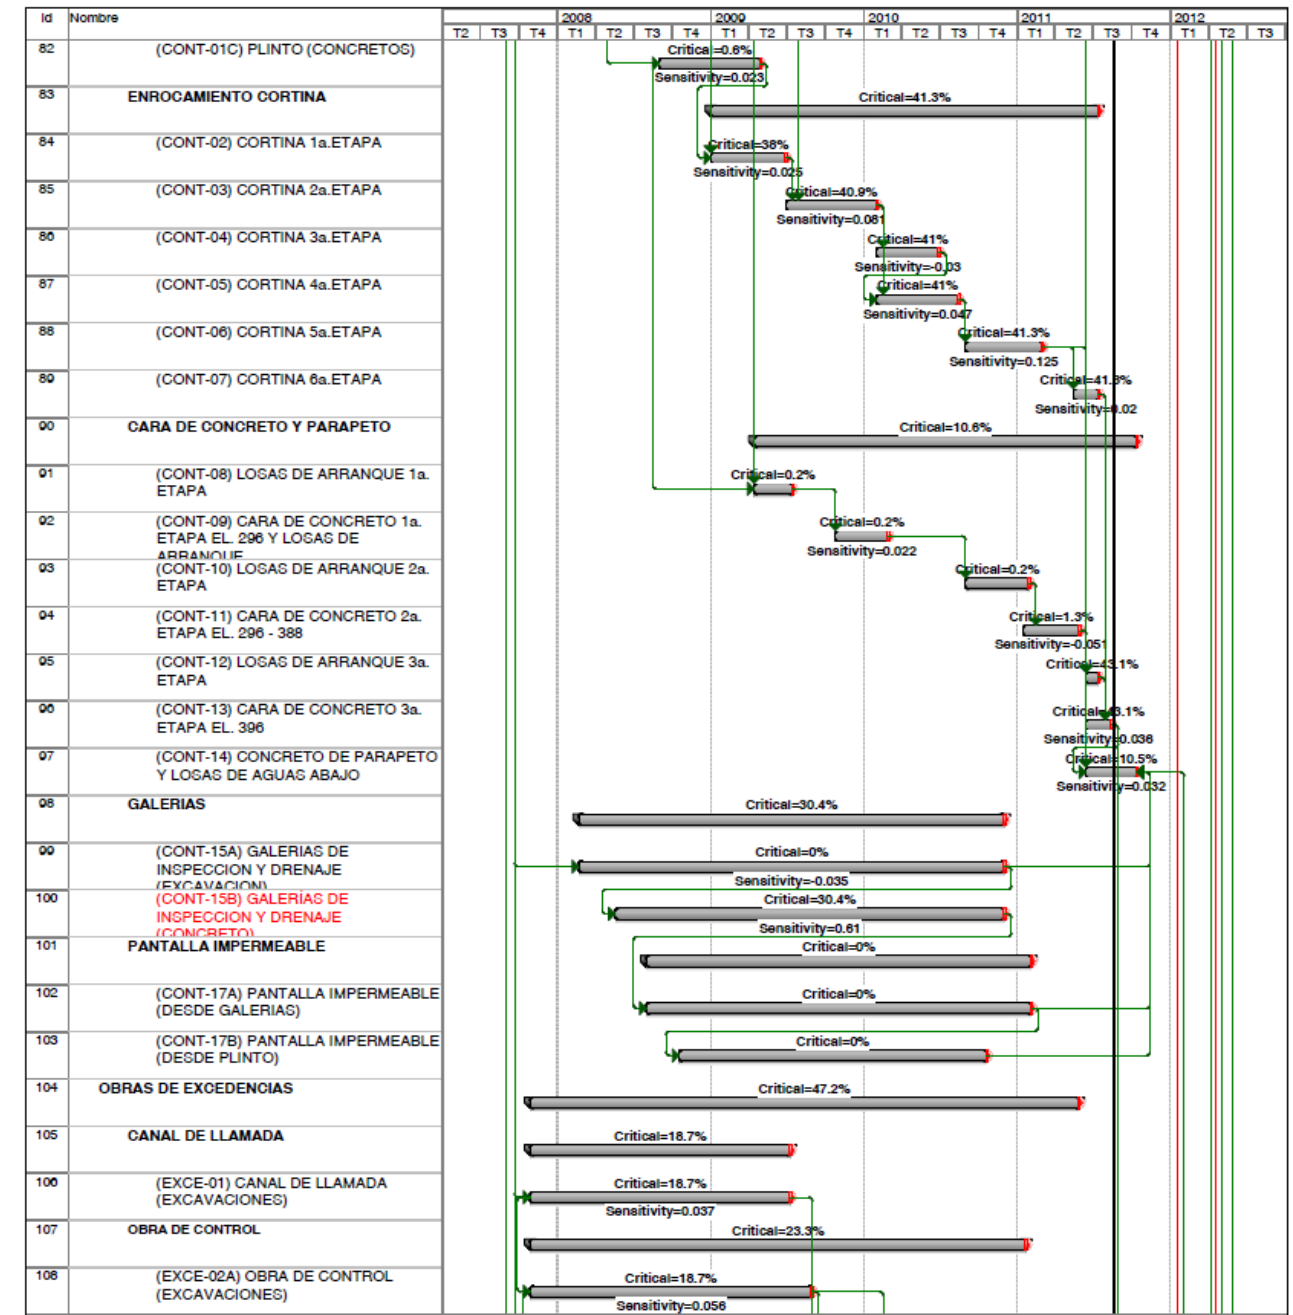 Id Nombre 2008 2009 2010 2011 2012
T2 T3 T4 T1 T2 T3 T4 T1 T2 T3 T4 T1 T2 T3 T4 T1 T2 T3 T4 T1 T2 T3
82 (CONT-01C) PLINTO (CONCRETOS) Critical=0.6%
Sensitivity=0.023
83 ENROCAMIENTO CORTINA Critical=41.3%
84 (CONT-02) CORTINA 1a.ETAPA Critical=38%
Sensitivity=0.025
85 (CONT-03) CORTINA 2a.ETAPA Critical=40.9%
Sensitivity=0.081
86 (CONT-04) CORTINA 3a.ETAPA Critical=41%
Sensitivity=-0.03
87 (CONT-05) CORTINA 4a.ETAPA Critical=41%
Sensitivity=0.047
88 (CONT-06) CORTINA 5a.ETAPA Critical=41.3%
Sensitivity=0.125
89 (CONT-07) CORTINA 6a.ETAPA Critical=41.3%
Sensitivity=0.02
90 CARA DE CONCRETO Y PARAPETO Critical=10.6%
91 (CONT-08) LOSAS DE ARRANQUE 1a. Critical=0.2%
ETAPA
92 (CONT-09) CARA DE CONCRETO 1a. Critical=0.2%
ETAPA EL. 296 Y LOSAS DE
ARRANQUE Sensitivity=0.022
93 (CONT-10) LOSAS DE ARRANQUE 2a. Critical=0.2%
ETAPA
94 (CONT-11) CARA DE CONCRETO 2a. Critical=1.3%
ETAPA EL. 296 - 388
Sensitivity=-0.051
95 (CONT-12) LOSAS DE ARRANQUE 3a. Critical=43.1%
ETAPA
96 (CONT-13) CARA DE CONCRETO 3a. Critical=43.1%
ETAPA EL. 396
Sensitivity=0.036
97 (CONT-14) CONCRETO DE PARAPETO Critical=10.5%
Y LOSAS DE AGUAS ABAJO
Sensitivity=0.032
98 GALERIAS Critical=30.4%
99 (CONT-15A) GALERIAS DE Critical=0%
INSPECCION Y DRENAJE
(EXCAVACION) Sensitivity=-0.035
100 (CONT-15B) GALERÍAS DE Critical=30.4%
INSPECCION Y DRENAJE
(CONCRETO) Sensitivity=0.61
101 PANTALLA IMPERMEABLE Critical=0%
102 (CONT-17A) PANTALLA IMPERMEABLE Critical=0%
(DESDE GALERIAS)
103 (CONT-17B) PANTALLA IMPERMEABLE Critical=0%
(DESDE PLINTO)
104 OBRAS DE EXCEDENCIAS Critical=47.2%
105 CANAL DE LLAMADA Critical=18.7%
106 (EXCE-01) CANAL DE LLAMADA Critical=18.7%
(EXCAVACIONES)
Sensitivity=0.037
107 OBRA DE CONTROL Critical=23.3%
108 (EXCE-02A) OBRA DE CONTROL Critical=18.7%
(EXCAVACIONES)
Sensitivity=0.056